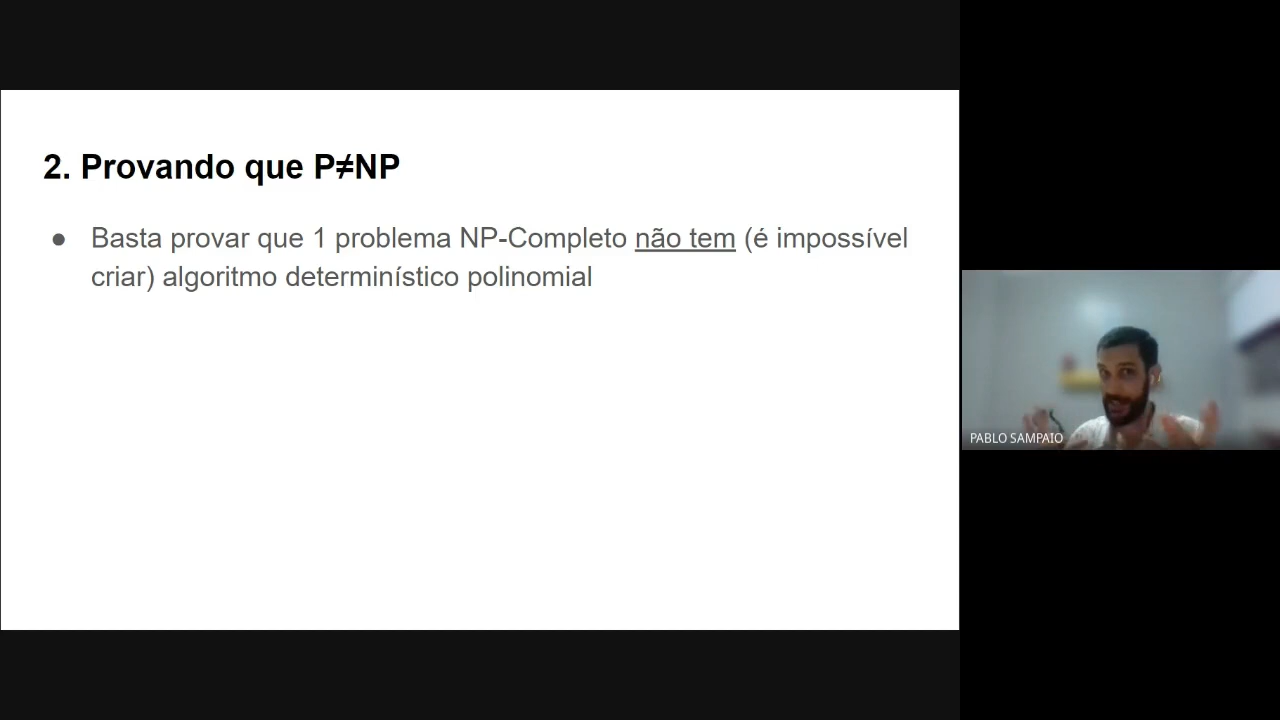 2. Provando que P≠NP
● Basta provar que 1 problema NP-Completo não tem (é impossível
criar) algoritmo determinístico polinomial
PABLO SAMPAIO